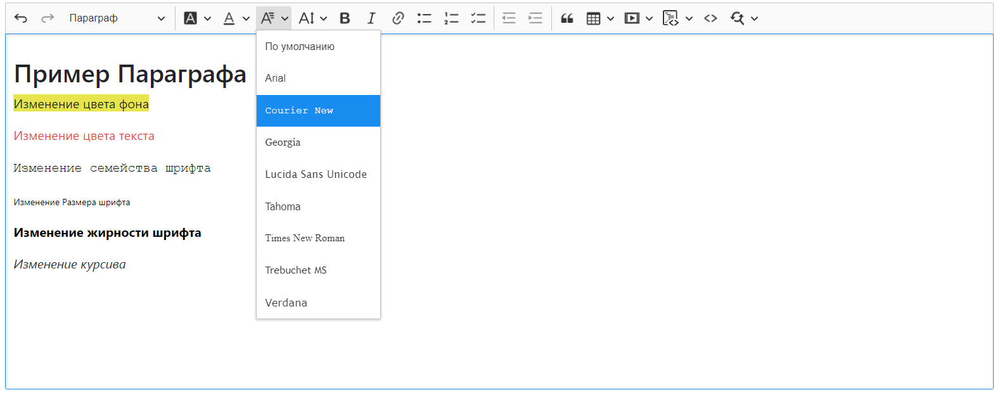 Параграф
По умолчанию
Arial
Courier New
Georgia
Lucida Sans Unicode
Tahoma
Times New Roman
Trebuchet MS
Verdana
Пример Параграфа
Изменение цвета фона
Изменение цвета текста
Изменение семейства шрифта
Изменение Размера шрифта
Изменение жирности шрифта
Изменение курсива